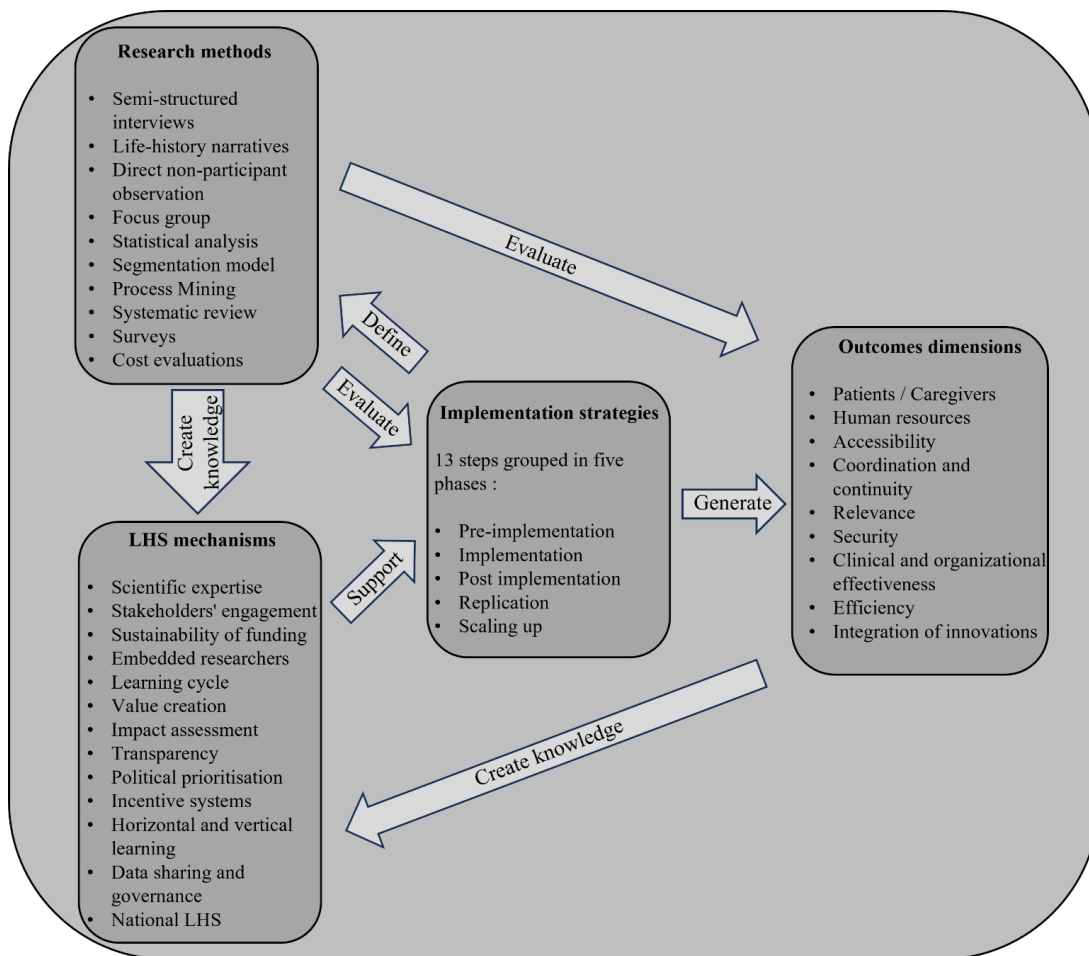 Research methods
• Semi-structured
interviews
• Life-history narratives
• Direct non-participant
observation
• Focus group
• Statistical analysis
• Segmentation model
• Process Mining
• Systematic review
• Surveys
• Cost evaluations
Evaluate
Define
Evaluate
Create
knowledge
Implementation strategies
13 steps grouped in five
phases :
• Pre-implementation
• Implementation
• Post implementation
• Replication
• Scaling up
Generate
Outcomes dimensions
• Patients / Caregivers
• Human resources
• Accessibility
• Coordination and
continuity
• Relevance
• Security
• Clinical and organizational
effectiveness
• Efficiency
• Integration of innovations
LHS mechanisms
• Scientific expertise
• Stakeholders' engagement
• Sustainability of funding
• Embedded researchers
• Learning cycle
• Value creation
• Impact assessment
• Transparency
• Political prioritisation
• Incentive systems
• Horizontal and vertical
learning
• Data sharing and
governance
• National LHS
Support
Create knowledge